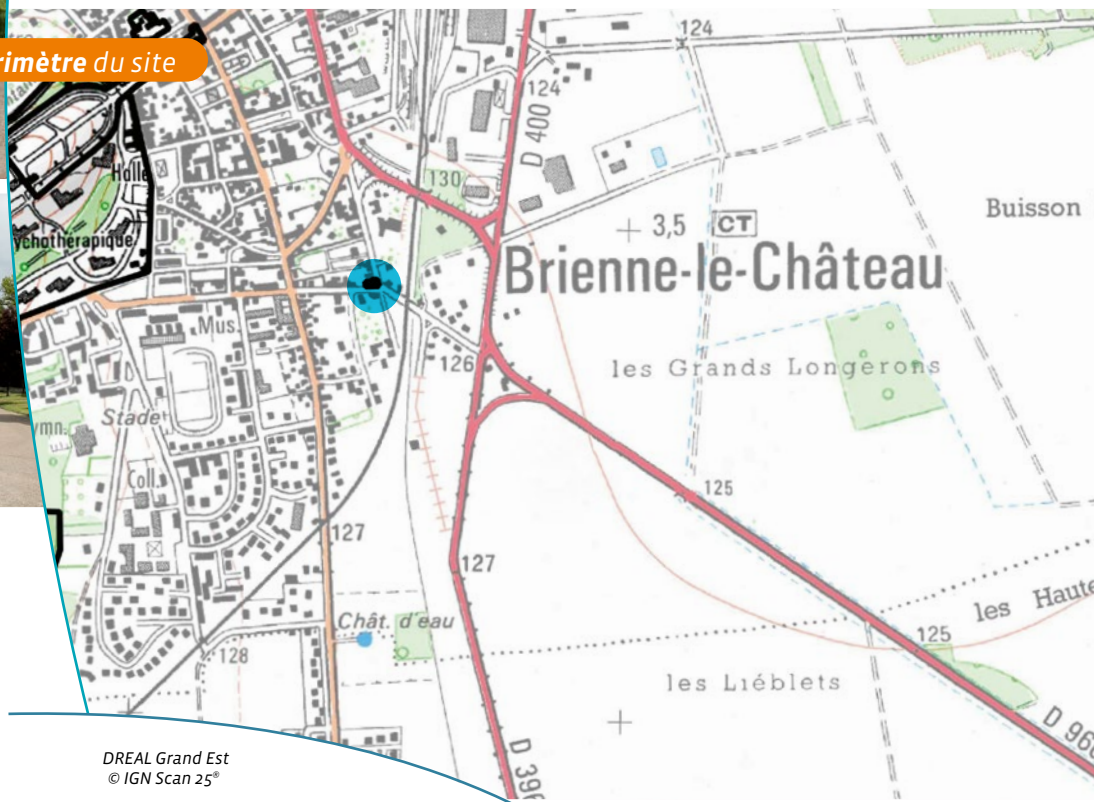 rimètre du site
124
124
D 400
Halle
130
ychothérapique
3,5 CT
Buisson
Brienne-le-Château
Mus.
126
les Grands Longerons
Stade
ymn.
Coll.
125
127
127
les Haute
Chât. d'eau
125
128
les Liéblets
D 396
D 960
DREAL Grand Est
© IGN Scan 25®